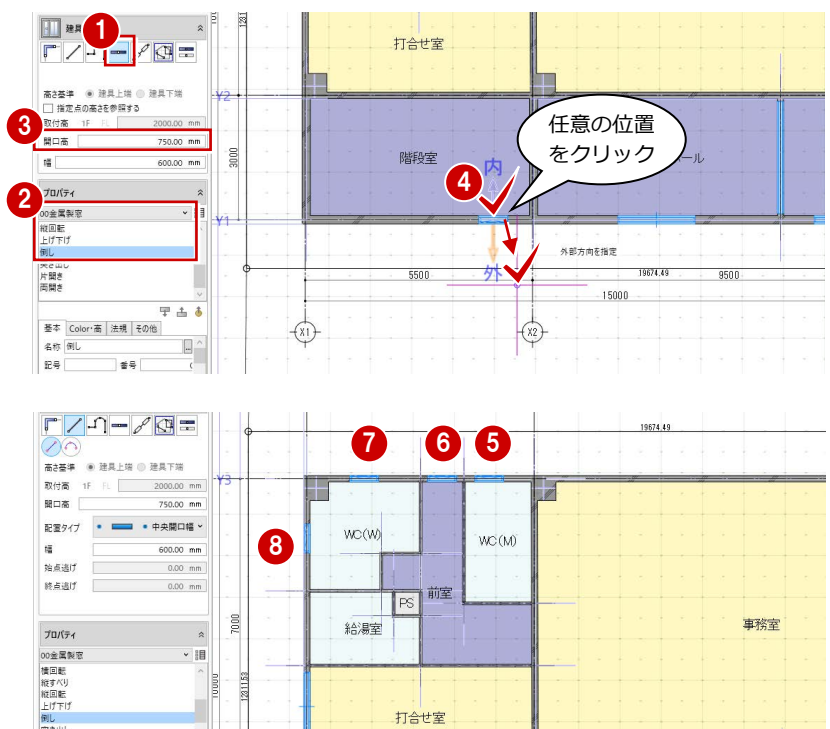 建具
1
高さ基準 建具上端 建具下端
指定点の高さを参照する
取付高 1F FL 2000.00 mm
3
開口高 750.00 mm
幅 600.00 mm
プロパティ
2
00金属製窓
縦回転
上げ下げ
倒し
突き出し
片開き
両開き
基本 Color・高 法規 その他
名称 倒し
記号 番号
1231
打合せ室
Y2
3000
階段室
内
4
任意の位置
をクリック
ール
Y1
外部方向を指定
外
5500
19674.49
9500
15000
X1
X2
高さ基準 建具上端 建具下端
取付高 1F FL 2000.00 mm
開口高 750.00 mm
配置タイプ 中央開口幅
幅 600.00 mm
始点逃げ 0.00 mm
終点逃げ 0.00 mm
プロパティ
00金属製窓
横回転
縦すべり
縦回転
上げ下げ
倒し
突き出し
19674.49
7
6
5
Y3
8
WC(W)
WC(M)
前室
PS
給湯室
7000
事務室
10000
1231.53
打合せ室